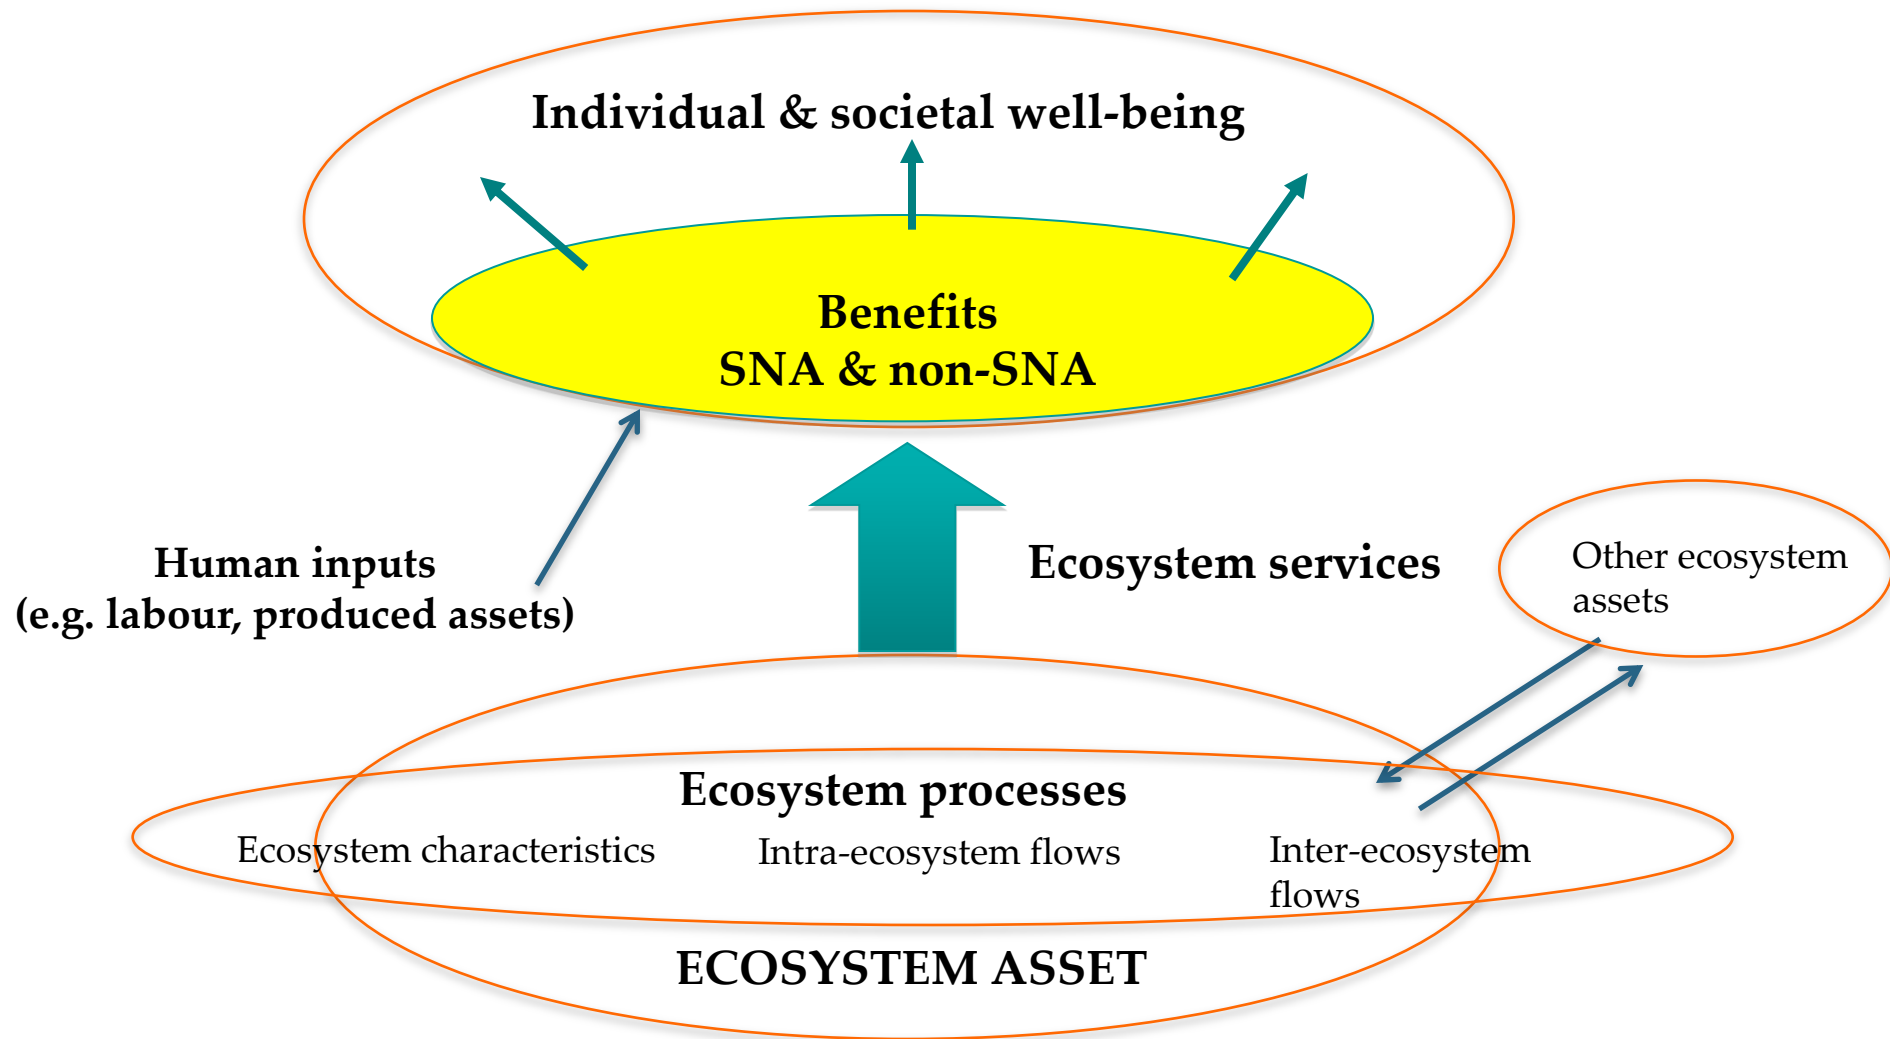 Individual & societal well-being
Benefits
SNA & non-SNA
Human inputs
(e.g. labour, produced assets)
Ecosystem services
Other ecosystem
assets
Ecosystem processes
Ecosystem characteristics
Intra-ecosystem flows
Inter-ecosystem
flows
ECOSYSTEM ASSET